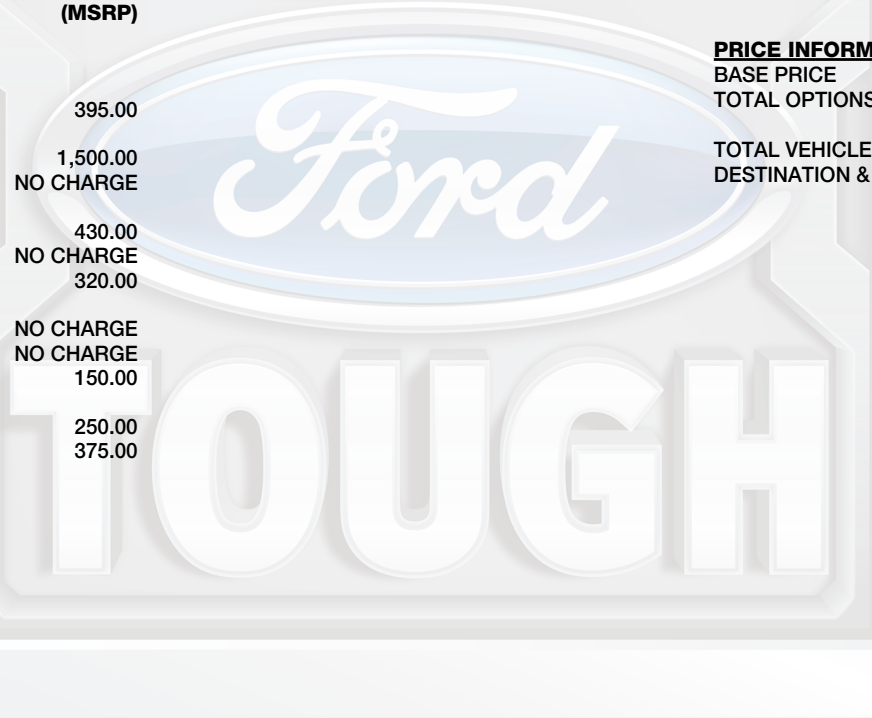 (MSRP)
395.00
1,500.00
NO CHARGE
430.00
NO CHARGE
320.00
NO CHARGE
NO CHARGE
150.00
250.00
375.00
PRICE INFORM
BASE PRICE
TOTAL OPTIONS
TOTAL VEHICLE
DESTINATION &
Ford
TOUGH